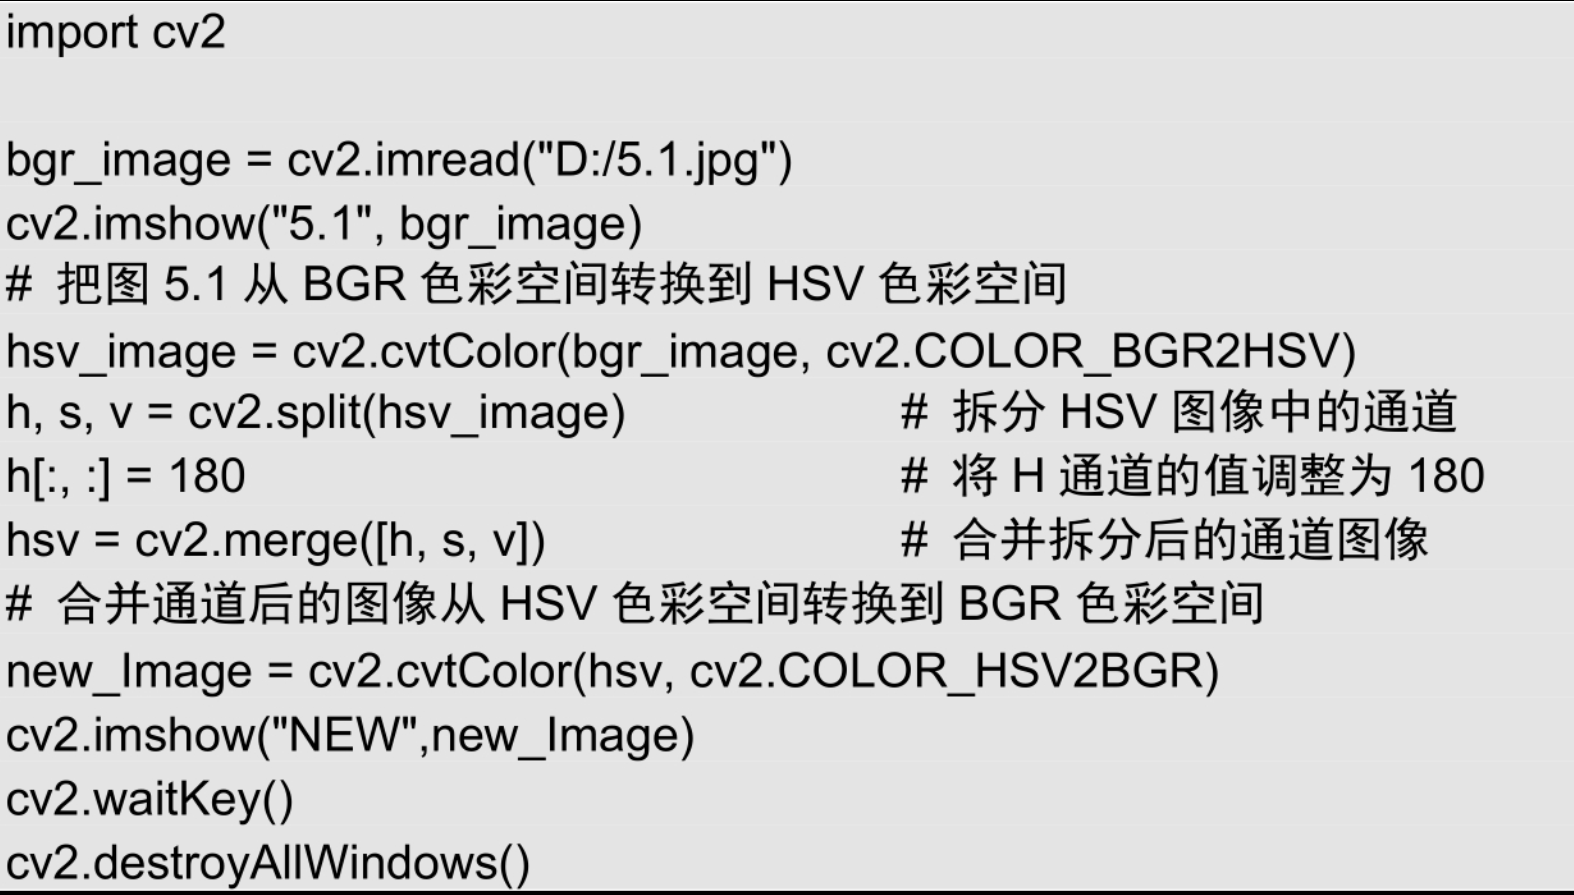 import cv2
bgr_image = cv2.imread("D:/5.1.jpg")
cv2.imshow("5.1", bgr_image)
# 把图 5.1 从 BGR 色彩空间转换到 HSV 色彩空间
hsv_image = cv2.cvtColor(bgr_image, cv2.COLOR_BGR2HSV)
h, s, v = cv2.split(hsv_image) # 拆分 HSV 图像中的通道
h[:, :] = 180 # 将 H 通道的值调整为 180
hsv = cv2.merge([h, s, v]) # 合并拆分后的通道图像
# 合并通道后的图像从 HSV 色彩空间转换到 BGR 色彩空间
new_Image = cv2.cvtColor(hsv, cv2.COLOR_HSV2BGR)
cv2.imshow("NEW",new_Image)
cv2.waitKey()
cv2.destroyAllWindows()